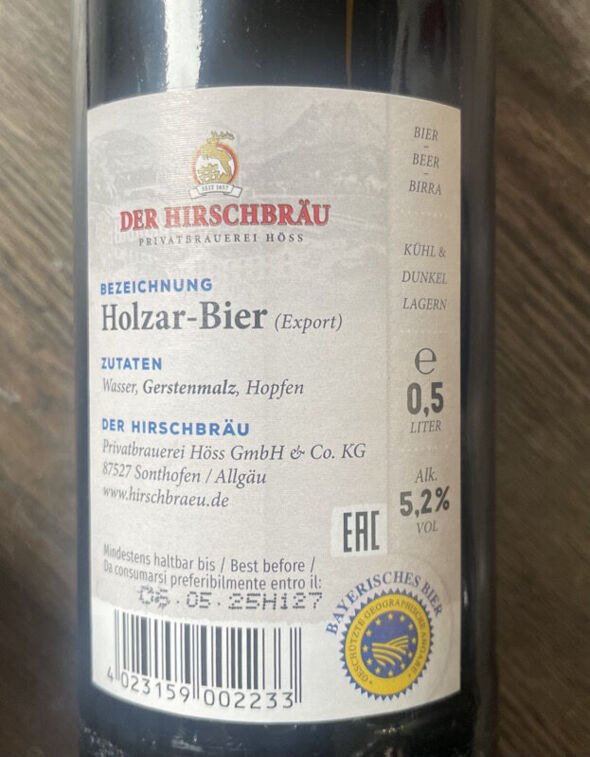 SEIT 1657
DER HIRSCHBRÄU
PRIVATBRAUEREI HÖSS
BEZEICHNUNG
Holzar-Bier (Export)
ZUTATEN
Wasser, Gerstenmalz, Hopfen
DER HIRSCHBRÄU
Privatbrauerei Höss GmbH & Co. KG
87527 Sonthofen / Allgäu
www.hirschbraeu.de
Mindestens haltbar bis / Best before /
Da consumarsi preferibilmente entro il:
06.05.25H127
4 023159 002233
BIER
–
BEER
–
BIRRA
KÜHL &
DUNKEL
LAGERN
℮
0,5
LITER
Alk.
5,2%
VOL
EAC
BAYERISCHES BIER
GESCHÜTZTE GEOGRAPHISCHE ANGABE